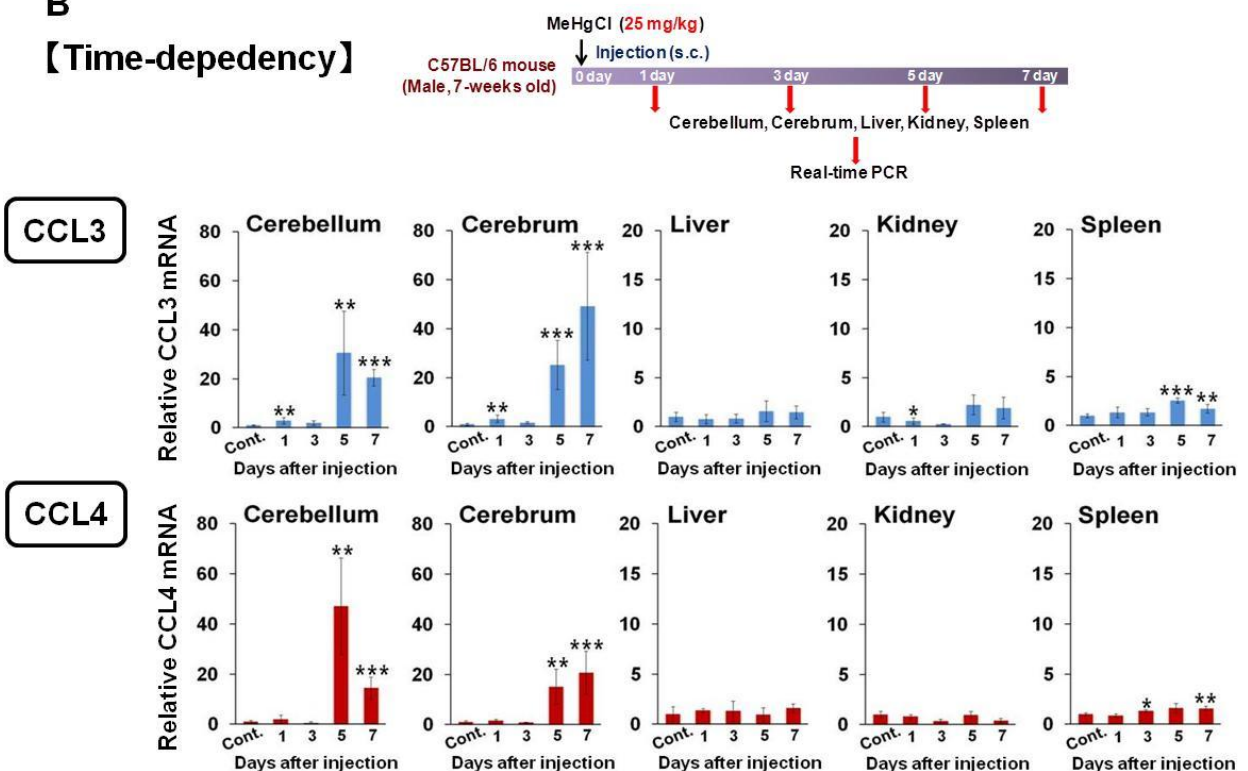 B
【Time-depedency】
MeHgCl (25 mg/kg)
Injection (s.c.)
C57BL/6 mouse
(Male, 7-weeks old)
0 day 1 day 3 day 5 day 7 day
Cerebellum, Cerebrum, Liver, Kidney, Spleen
Real-time PCR
CCL3
Relative CCL3 mRNA
Cerebellum
80
60
40
20
0
**
**
***
Cont. 1 3 5 7
Days after injection
Cerebrum
80
60
40
20
0
**
***
***
Cont. 1 3 5 7
Days after injection
Liver
20
15
10
5
0
Cont. 1 3 5 7
Days after injection
Kidney
20
15
10
5
0
*
Cont. 1 3 5 7
Days after injection
Spleen
20
15
10
5
0
***
**
Cont. 1 3 5 7
Days after injection
CCL4
Relative CCL4 mRNA
Cerebellum
80
60
40
20
0
**
***
Cont. 1 3 5 7
Days after injection
Cerebrum
80
60
40
20
0
**
***
Cont. 1 3 5 7
Days after injection
Liver
20
15
10
5
0
Cont. 1 3 5 7
Days after injection
Kidney
20
15
10
5
0
Cont. 1 3 5 7
Days after injection
Spleen
20
15
10
5
0
*
**
Cont. 1 3 5 7
Days after injection